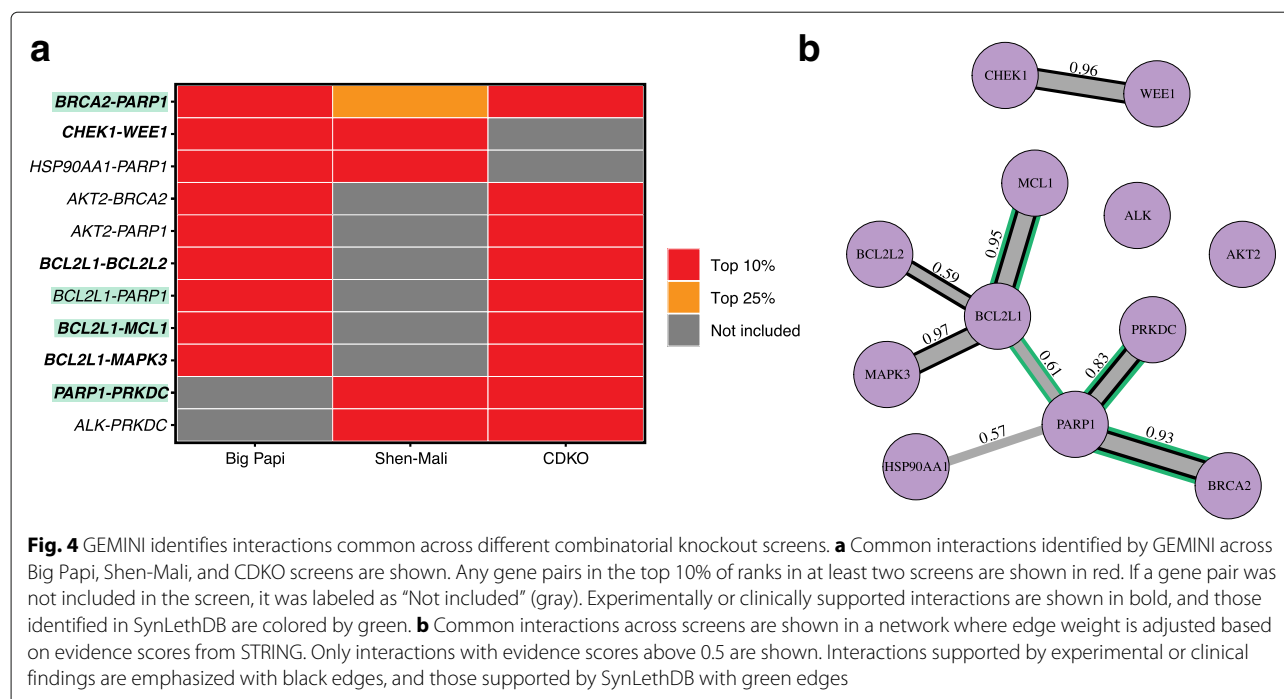 a
BRCA2-PARP1
CHEK1-WEE1
HSP90AA1-PARP1
AKT2-BRCA2
AKT2-PARP1
BCL2L1-BCL2L2
BCL2L1-PARP1
BCL2L1-MCL1
BCL2L1-MAPK3
PARP1-PRKDC
ALK-PRKDC
Big Papi
Shen-Mali
CDKO
Top 10%
Top 25%
Not included
b
CHEK1
0.96
WEE1
MCL1
ALK
AKT2
BCL2L2
0.95
0.59
BCL2L1
0.97
MAPK3
0.61
PRKDC
0.83
PARP1
0.93
0.57
HSP90AA1
BRCA2
Fig. 4 GEMINI identifies interactions common across different combinatorial knockout screens. a Common interactions identified by GEMINI across
Big Papi, Shen-Mali, and CDKO screens are shown. Any gene pairs in the top 10% of ranks in at least two screens are shown in red. If a gene pair was
not included in the screen, it was labeled as “Not included” (gray). Experimentally or clinically supported interactions are shown in bold, and those
identified in SynLethDB are colored by green. b Common interactions across screens are shown in a network where edge weight is adjusted based
on evidence scores from STRING. Only interactions with evidence scores above 0.5 are shown. Interactions supported by experimental or clinical
findings are emphasized with black edges, and those supported by SynLethDB with green edges